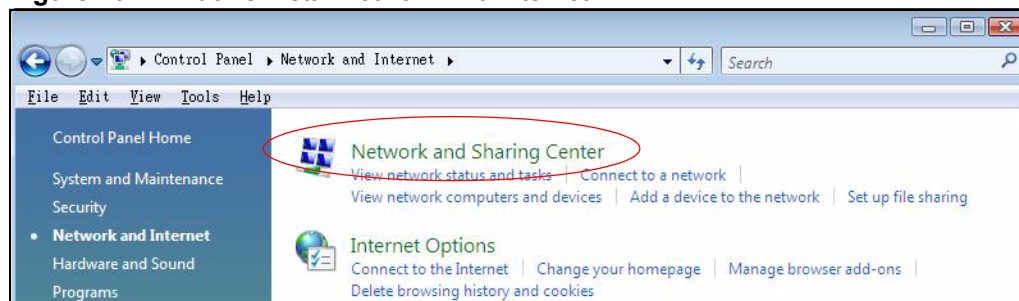 Control Panel Network and Internet Search
File Edit View Tools Help
Control Panel Home
System and Maintenance
Security
Network and Internet
Hardware and Sound
Programs
Network and Sharing Center
View network status and tasks Connect to a network
View network computers and devices Add a device to the network Set up file sharing
Internet Options
Connect to the Internet Change your homepage Manage browser add-ons
Delete browsing history and cookies